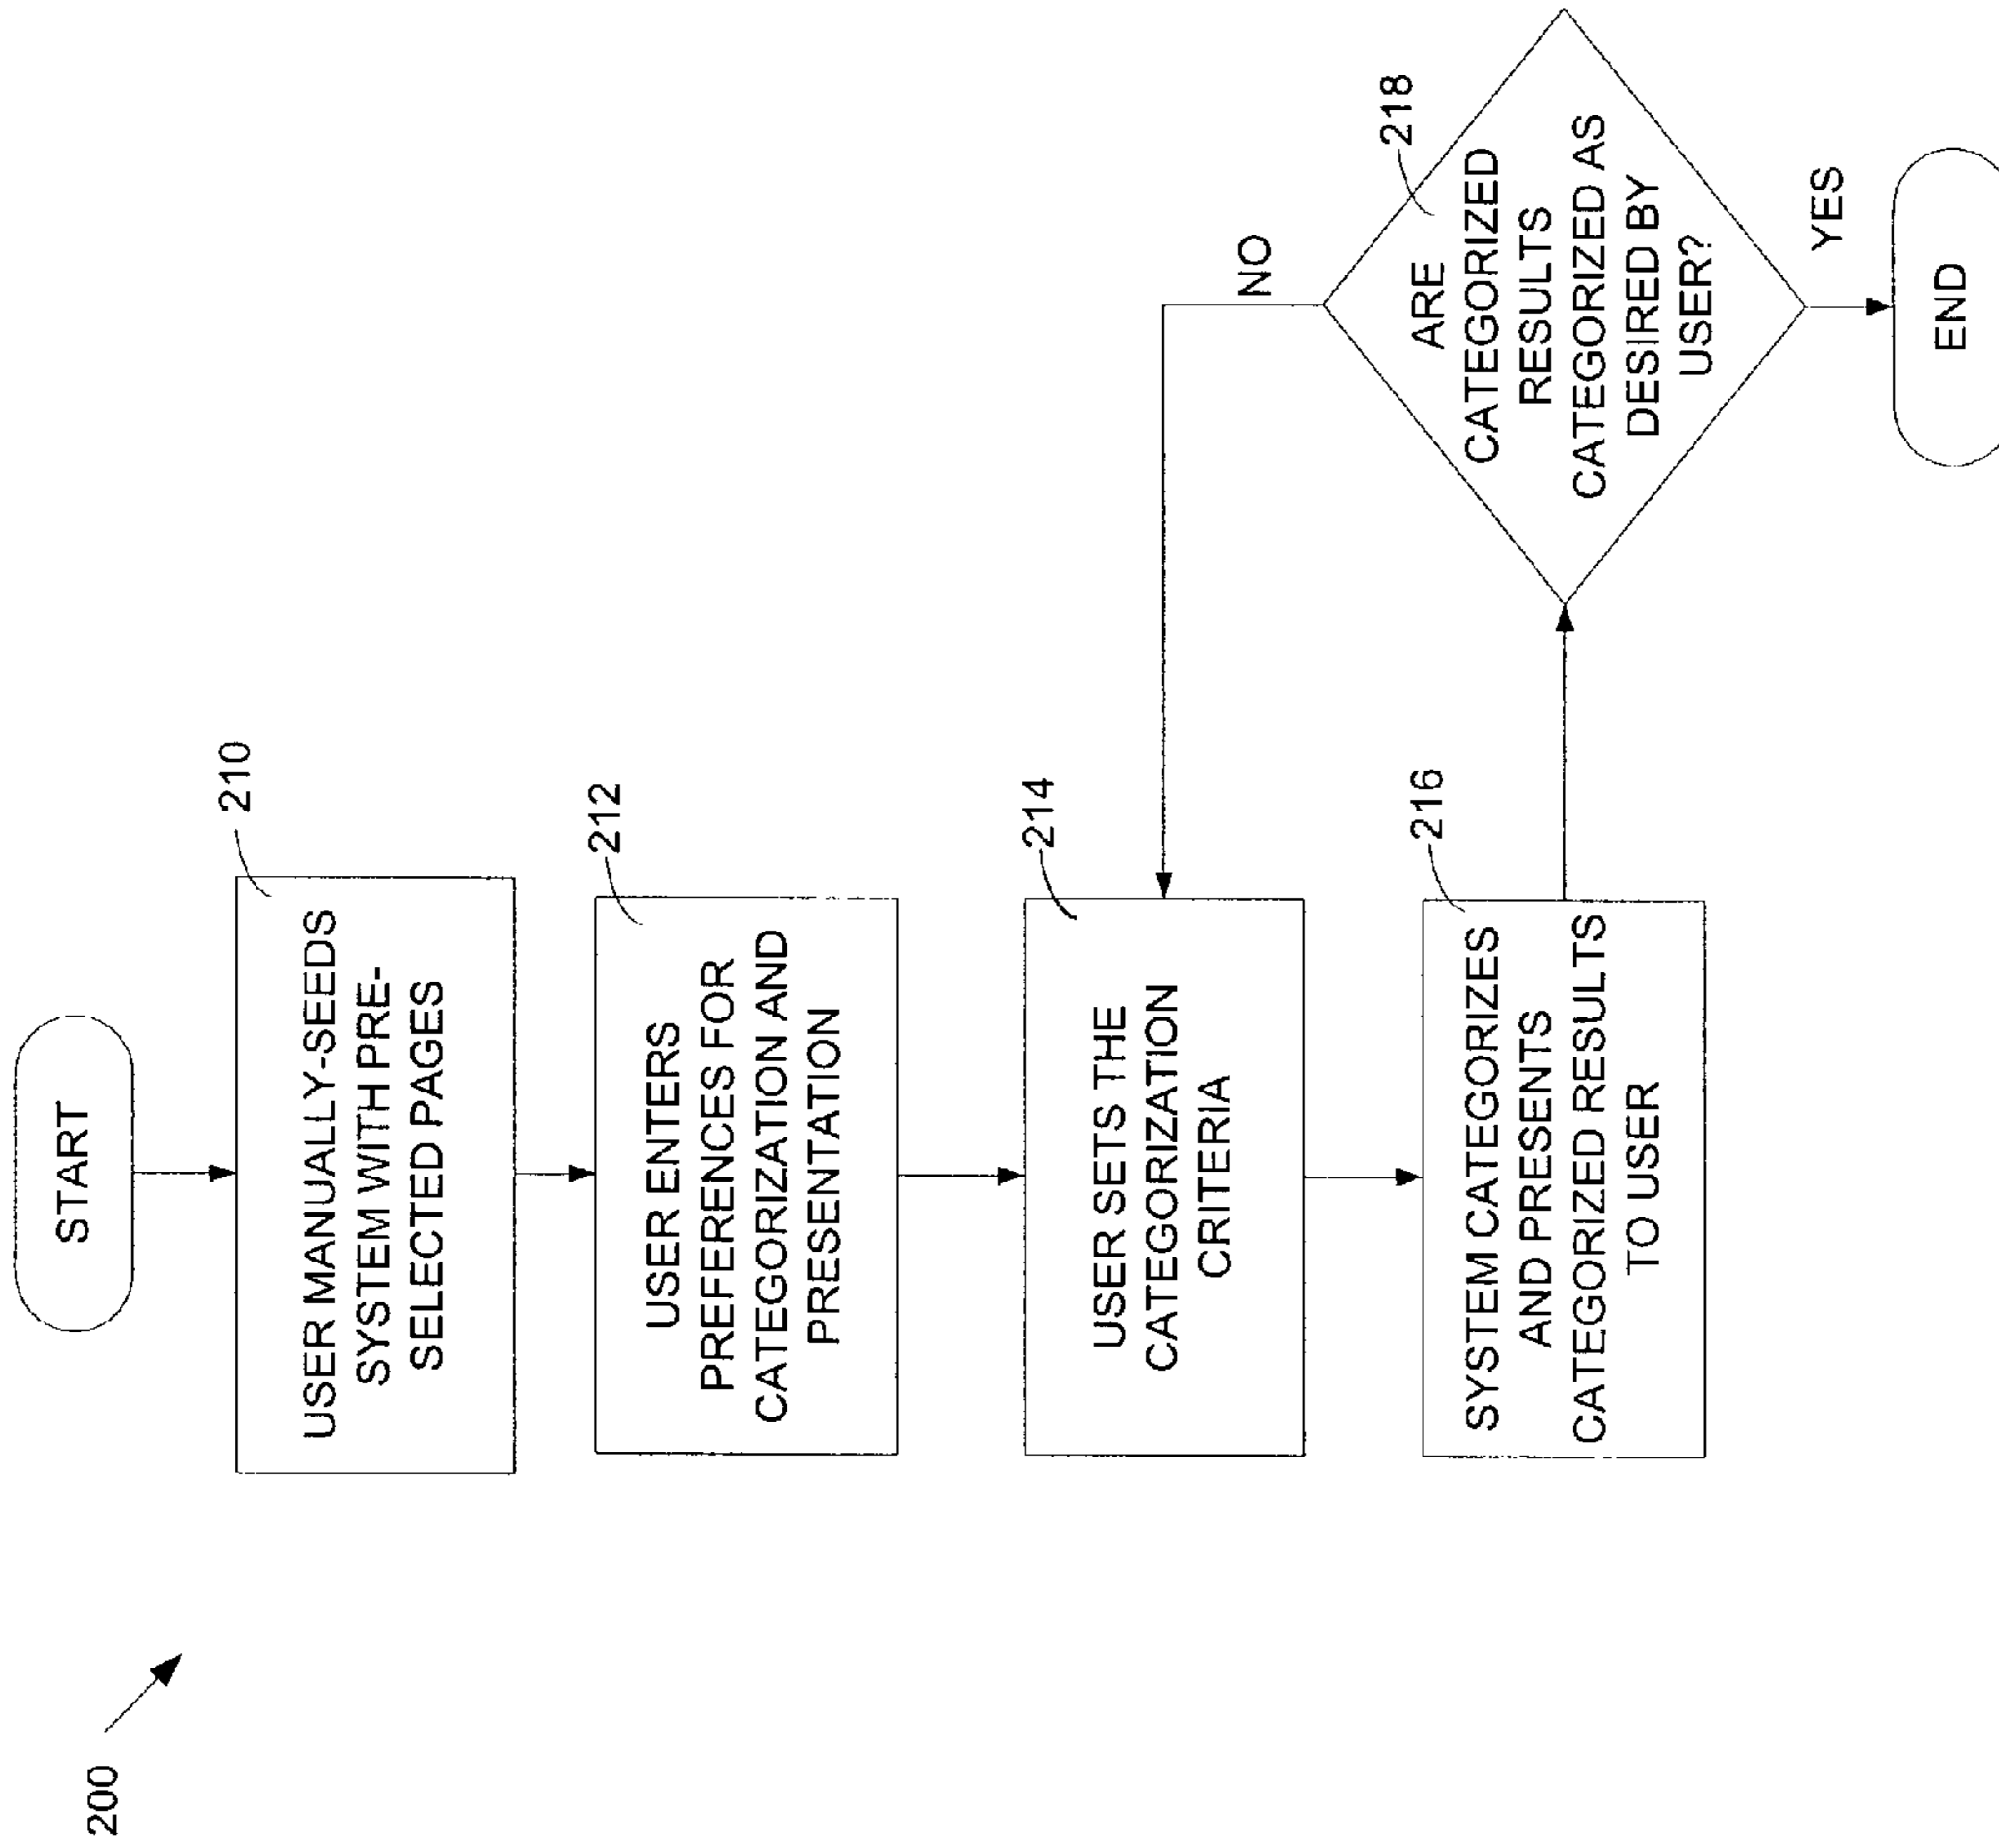 200
START
210
USER MANUALLY-SEEDS
SYSTEM WITH PRE-
SELECTED PAGES
212
USER ENTERS
PREFERENCES FOR
CATEGORIZATION AND
PRESENTATION
214
USER SETS THE
CATEGORIZATION
CRITERIA
216
SYSTEM CATEGORIZES
AND PRESENTS
CATEGORIZED RESULTS
TO USER
218
ARE
CATEGORIZED
RESULTS
CATEGORIZED AS
DESIRED BY
USER?
NO
YES
END